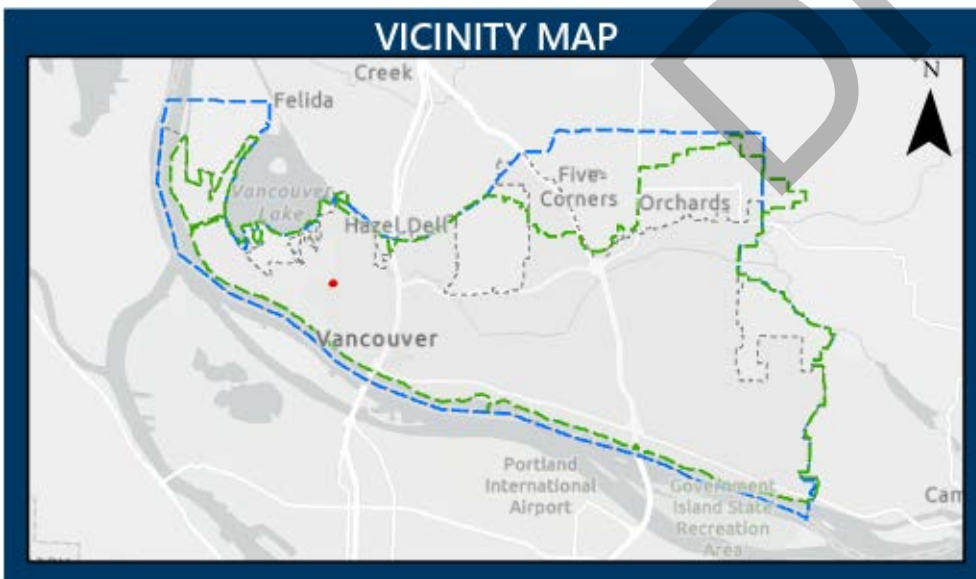 VICINITY MAP
N
Creek
Felida
Vancouver
Lake
Five-
Corners
Orchards
Hazel Dell
Vancouver
Portland
International
Airport
Government
Island State
Recreation
Area
Cam